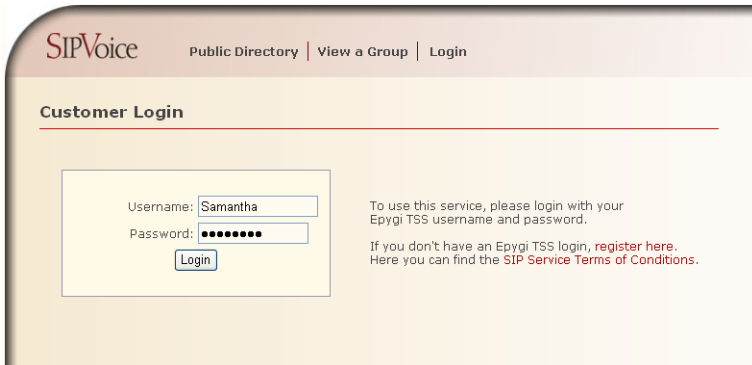 SIPVoice
Public Directory | View a Group | Login
Customer Login
Username: Samantha
Password: ●●●●●●●●
Login
To use this service, please login with your
Epygi TSS username and password.
If you don't have an Epygi TSS login, register here.
Here you can find the SIP Service Terms of Conditions.